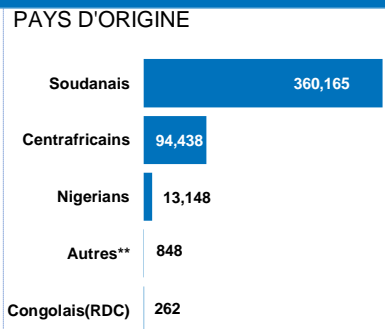 PAYS D'ORIGINE
Soudanais 360,165
Centrafricains 94,438
Nigerians 13,148
Autres** 848
Congolais(RDC) 262